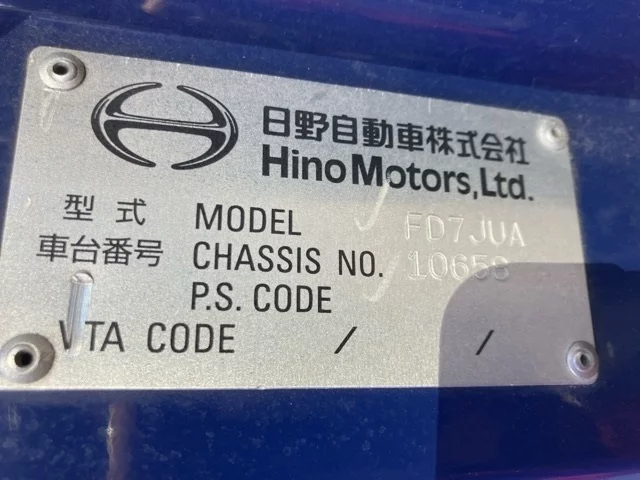 日野自動車株式会社
Hino Motors, Ltd.
型式 MODEL FD7JUA
車台番号 CHASSIS NO. 10658
P.S. CODE
VTA CODE / /